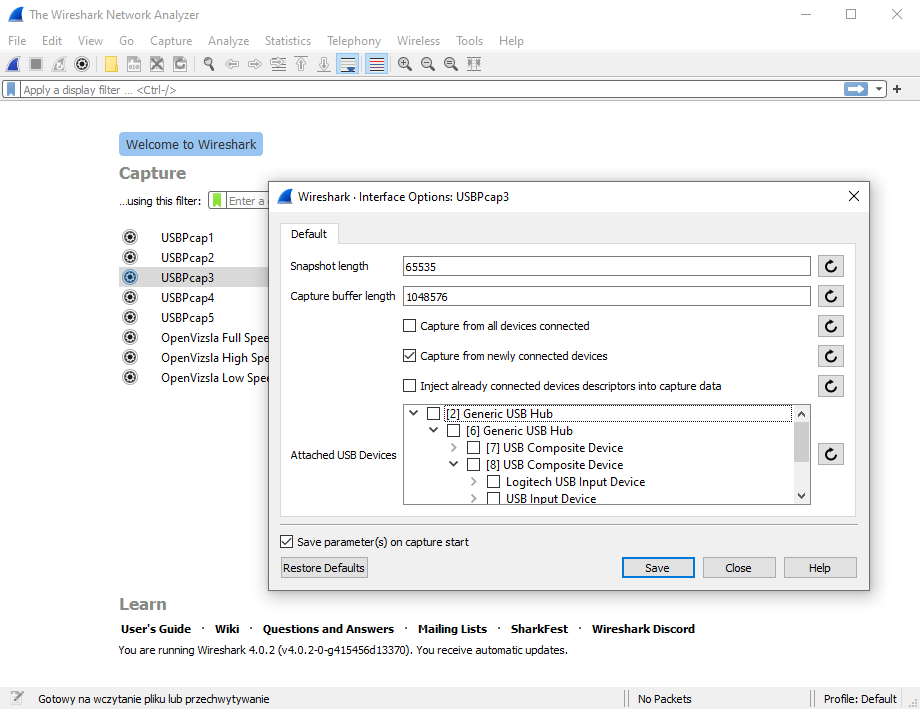 The Wireshark Network Analyzer
File Edit View Go Capture Analyze Statistics Telephony Wireless Tools Help
Apply a display filter ... <Ctrl-/>
Welcome to Wireshark
Capture
...using this filter: Enter a
USBPcap1
USBPcap2
USBPcap3
USBPcap4
USBPcap5
OpenVizsla Full Spee
OpenVizsla High Spee
OpenVizsla Low Spee
Wireshark · Interface Options: USBPcap3
Default
Snapshot length 65535
Capture buffer length 1048576
Capture from all devices connected
Capture from newly connected devices
Inject already connected devices descriptors into capture data
Attached USB Devices
[2] Generic USB Hub
[6] Generic USB Hub
[7] USB Composite Device
[8] USB Composite Device
Logitech USB Input Device
USB Input Device
Save parameter(s) on capture start
Restore Defaults Save Close Help
Learn
User's Guide · Wiki · Questions and Answers · Mailing Lists · SharkFest · Wireshark Discord
You are running Wireshark 4.0.2 (v4.0.2-0-g415456d13370). You receive automatic updates.
Gotowy na wczytanie pliku lub przechwytywanie No Packets Profile: Default